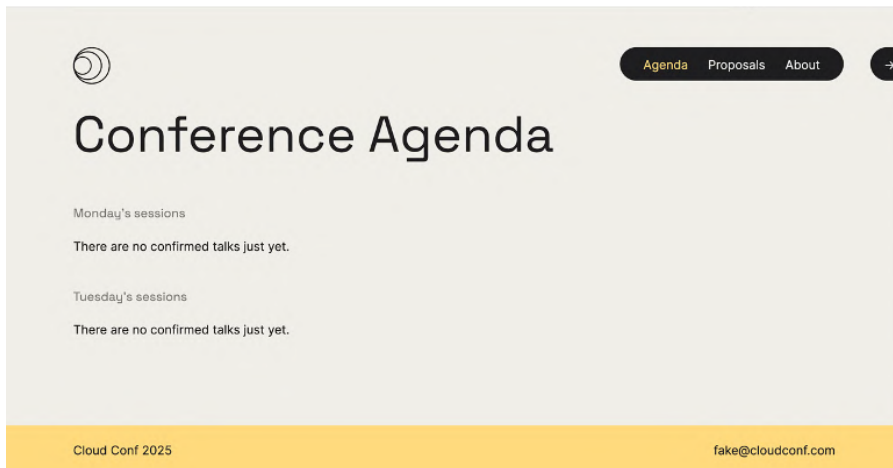 Agenda Proposals About
→
Conference Agenda
Monday's sessions
There are no confirmed talks just yet.
Tuesday's sessions
There are no confirmed talks just yet.
Cloud Conf 2025
fake@cloudconf.com